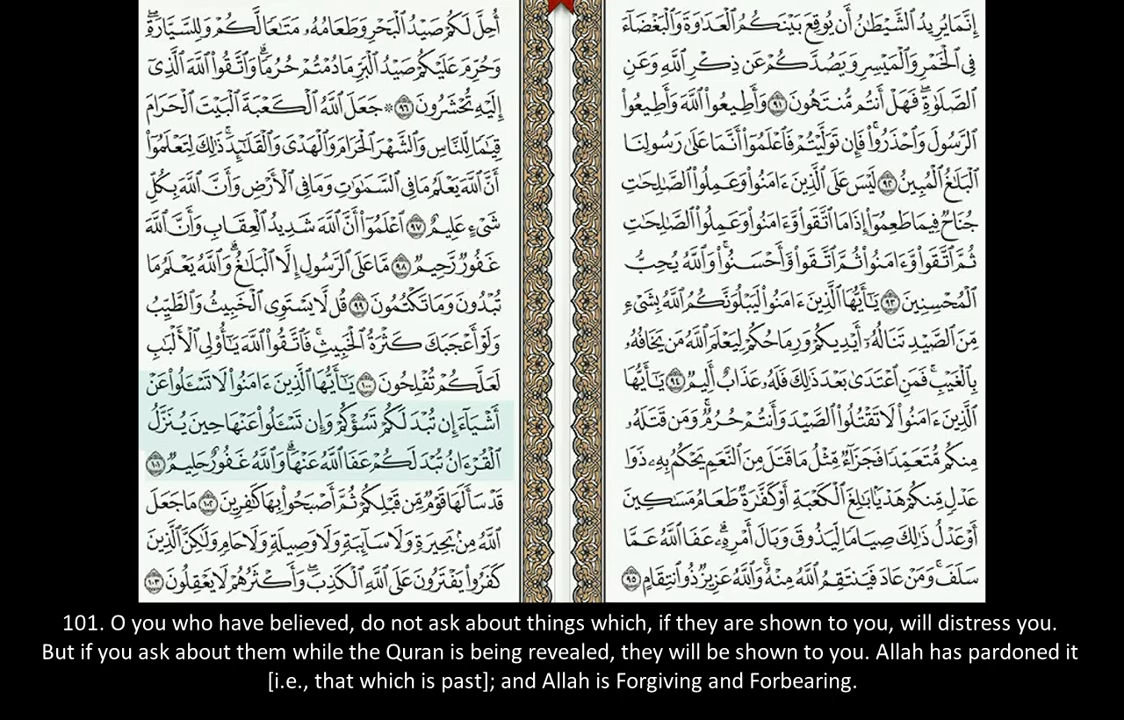 إِنَّمَا يُرِيدُ الشَّيْطَٰنُ أَن يُوقِعَ بَيْنَكُمُ الْعَدَٰوَةَ وَالْبَغْضَآءَ
فِي الْخَمْرِ وَالْمَيْسِرِ وَيَصُدَّكُمْ عَن ذِكْرِ اللَّهِ وَعَنِ
الصَّلَوٰةِ ۖ فَهَلْ أَنتُم مُّنتَهُونَ ٩١ وَأَطِيعُوا۟ اللَّهَ وَأَطِيعُوا۟
الرَّسُولَ وَاحْذَرُوا۟ ۚ فَإِن تَوَلَّيْتُمْ فَاعْلَمُوٓا۟ أَنَّمَا عَلَىٰ رَسُولِنَا
الْبَلَٰغُ الْمُبِينُ ٩٢ لَيْسَ عَلَى الَّذِينَ ءَامَنُوا۟ وَعَمِلُوا۟ الصَّٰلِحَٰتِ
جُنَاحٌ فِيمَا طَعِمُوٓا۟ إِذَا مَا اتَّقَوا۟ وَّءَامَنُوا۟ وَعَمِلُوا۟ الصَّٰلِحَٰتِ
ثُمَّ اتَّقَوا۟ وَّءَامَنُوا۟ ثُمَّ اتَّقَوا۟ وَّأَحْسَنُوا۟ ۗ وَاللَّهُ يُحِبُّ
الْمُحْسِنِينَ ٩٣ يَٰٓأَيُّهَا الَّذِينَ ءَامَنُوا۟ لَيَبْلُوَنَّكُمُ اللَّهُ بِشَىْءٍ
مِّنَ الصَّيْدِ تَنَالُهُۥٓ أَيْدِيكُمْ وَرِمَاحُكُمْ لِيَعْلَمَ اللَّهُ مَن يَخَافُهُۥ
بِالْغَيْبِ ۚ فَمَنِ اعْتَدَىٰ بَعْدَ ذَٰلِكَ فَلَهُۥ عَذَابٌ أَلِيمٌ ٩٤ يَٰٓأَيُّهَا
الَّذِينَ ءَامَنُوا۟ لَا تَقْتُلُوا۟ الصَّيْدَ وَأَنتُمْ حُرُمٌ ۚ وَمَن قَتَلَهُۥ
مِنكُم مُّتَعَمِّدًا فَجَزَآءٌ مِّثْلُ مَا قَتَلَ مِنَ النَّعَمِ يَحْكُمُ بِهِۦ ذَوَا
عَدْلٍ مِّنكُمْ هَدْيًۢا بَٰلِغَ الْكَعْبَةِ أَوْ كَفَّٰرَةٌ طَعَامُ مَسَٰكِينَ
أَوْ عَدْلُ ذَٰلِكَ صِيَامًا لِّيَذُوقَ وَبَالَ أَمْرِهِۦ ۗ عَفَا اللَّهُ عَمَّا
سَلَفَ ۚ وَمَنْ عَادَ فَيَنتَقِمُ اللَّهُ مِنْهُ ۗ وَاللَّهُ عَزِيزٌ ذُو انتِقَامٍ ٩٥
أُحِلَّ لَكُمْ صَيْدُ الْبَحْرِ وَطَعَامُهُۥ مَتَٰعًا لَّكُمْ وَلِلسَّيَّارَةِ ۖ
وَحُرِّمَ عَلَيْكُمْ صَيْدُ الْبَرِّ مَا دُمْتُمْ حُرُمًا ۗ وَاتَّقُوا۟ اللَّهَ الَّذِىٓ
إِلَيْهِ تُحْشَرُونَ ٩٦ ۞ جَعَلَ اللَّهُ الْكَعْبَةَ الْبَيْتَ الْحَرَامَ
قِيَٰمًا لِّلنَّاسِ وَالشَّهْرَ الْحَرَامَ وَالْهَدْىَ وَالْقَلَٰٓئِدَ ۚ ذَٰلِكَ لِتَعْلَمُوٓا۟
أَنَّ اللَّهَ يَعْلَمُ مَا فِي السَّمَٰوَٰتِ وَمَا فِي الْأَرْضِ وَأَنَّ اللَّهَ بِكُلِّ
شَىْءٍ عَلِيمٌ ٩٧ اعْلَمُوٓا۟ أَنَّ اللَّهَ شَدِيدُ الْعِقَابِ وَأَنَّ اللَّهَ
غَفُورٌ رَّحِيمٌ ٩٨ مَّا عَلَى الرَّسُولِ إِلَّا الْبَلَٰغُ ۗ وَاللَّهُ يَعْلَمُ مَا
تُبْدُونَ وَمَا تَكْتُمُونَ ٩٩ قُل لَّا يَسْتَوِى الْخَبِيثُ وَالطَّيِّبُ
وَلَوْ أَعْجَبَكَ كَثْرَةُ الْخَبِيثِ ۚ فَاتَّقُوا۟ اللَّهَ يَٰٓأُو۟لِى الْأَلْبَٰبِ
لَعَلَّكُمْ تُفْلِحُونَ ١٠٠ يَٰٓأَيُّهَا الَّذِينَ ءَامَنُوا۟ لَا تَسْـَٔلُوا۟ عَنْ
أَشْيَآءَ إِن تُبْدَ لَكُمْ تَسُؤْكُمْ وَإِن تَسْـَٔلُوا۟ عَنْهَا حِينَ يُنَزَّلُ
الْقُرْءَانُ تُبْدَ لَكُمْ عَفَا اللَّهُ عَنْهَا ۗ وَاللَّهُ غَفُورٌ حَلِيمٌ ١٠١
قَدْ سَأَلَهَا قَوْمٌ مِّن قَبْلِكُمْ ثُمَّ أَصْبَحُوا۟ بِهَا كَٰفِرِينَ ١٠٢ مَا جَعَلَ
اللَّهُ مِنۢ بَحِيرَةٍ وَلَا سَآئِبَةٍ وَلَا وَصِيلَةٍ وَلَا حَامٍ ۙ وَلَٰكِنَّ الَّذِينَ
كَفَرُوا۟ يَفْتَرُونَ عَلَى اللَّهِ الْكَذِبَ ۖ وَأَكْثَرُهُمْ لَا يَعْقِلُونَ ١٠٣
101. O you who have believed, do not ask about things which, if they are shown to you, will distress you.
But if you ask about them while the Quran is being revealed, they will be shown to you. Allah has pardoned it
[i.e., that which is past]; and Allah is Forgiving and Forbearing.